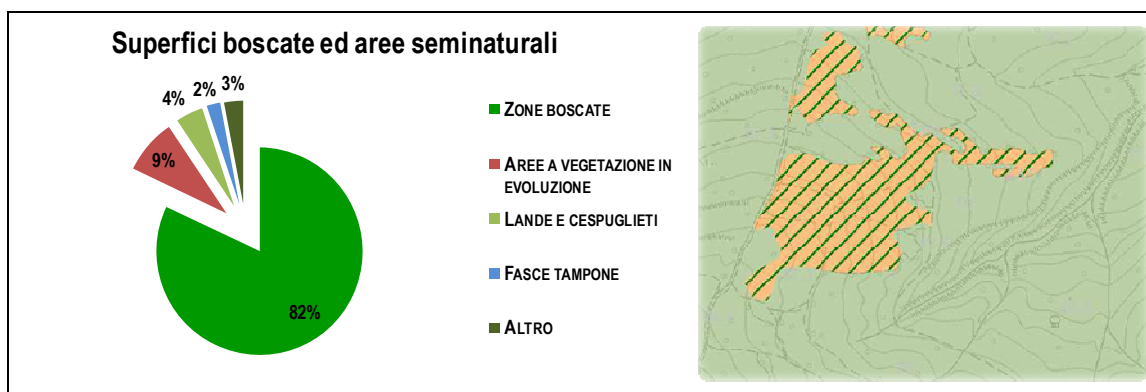 Superfici boscate ed aree seminaturali
4%
2%
3%
9%
82%
ZONE BOSCATE
AREE A VEGETAZIONE IN
EVOLUZIONE
LANDE E CESPUGLIETI
FASCE TAMPONE
ALTRO